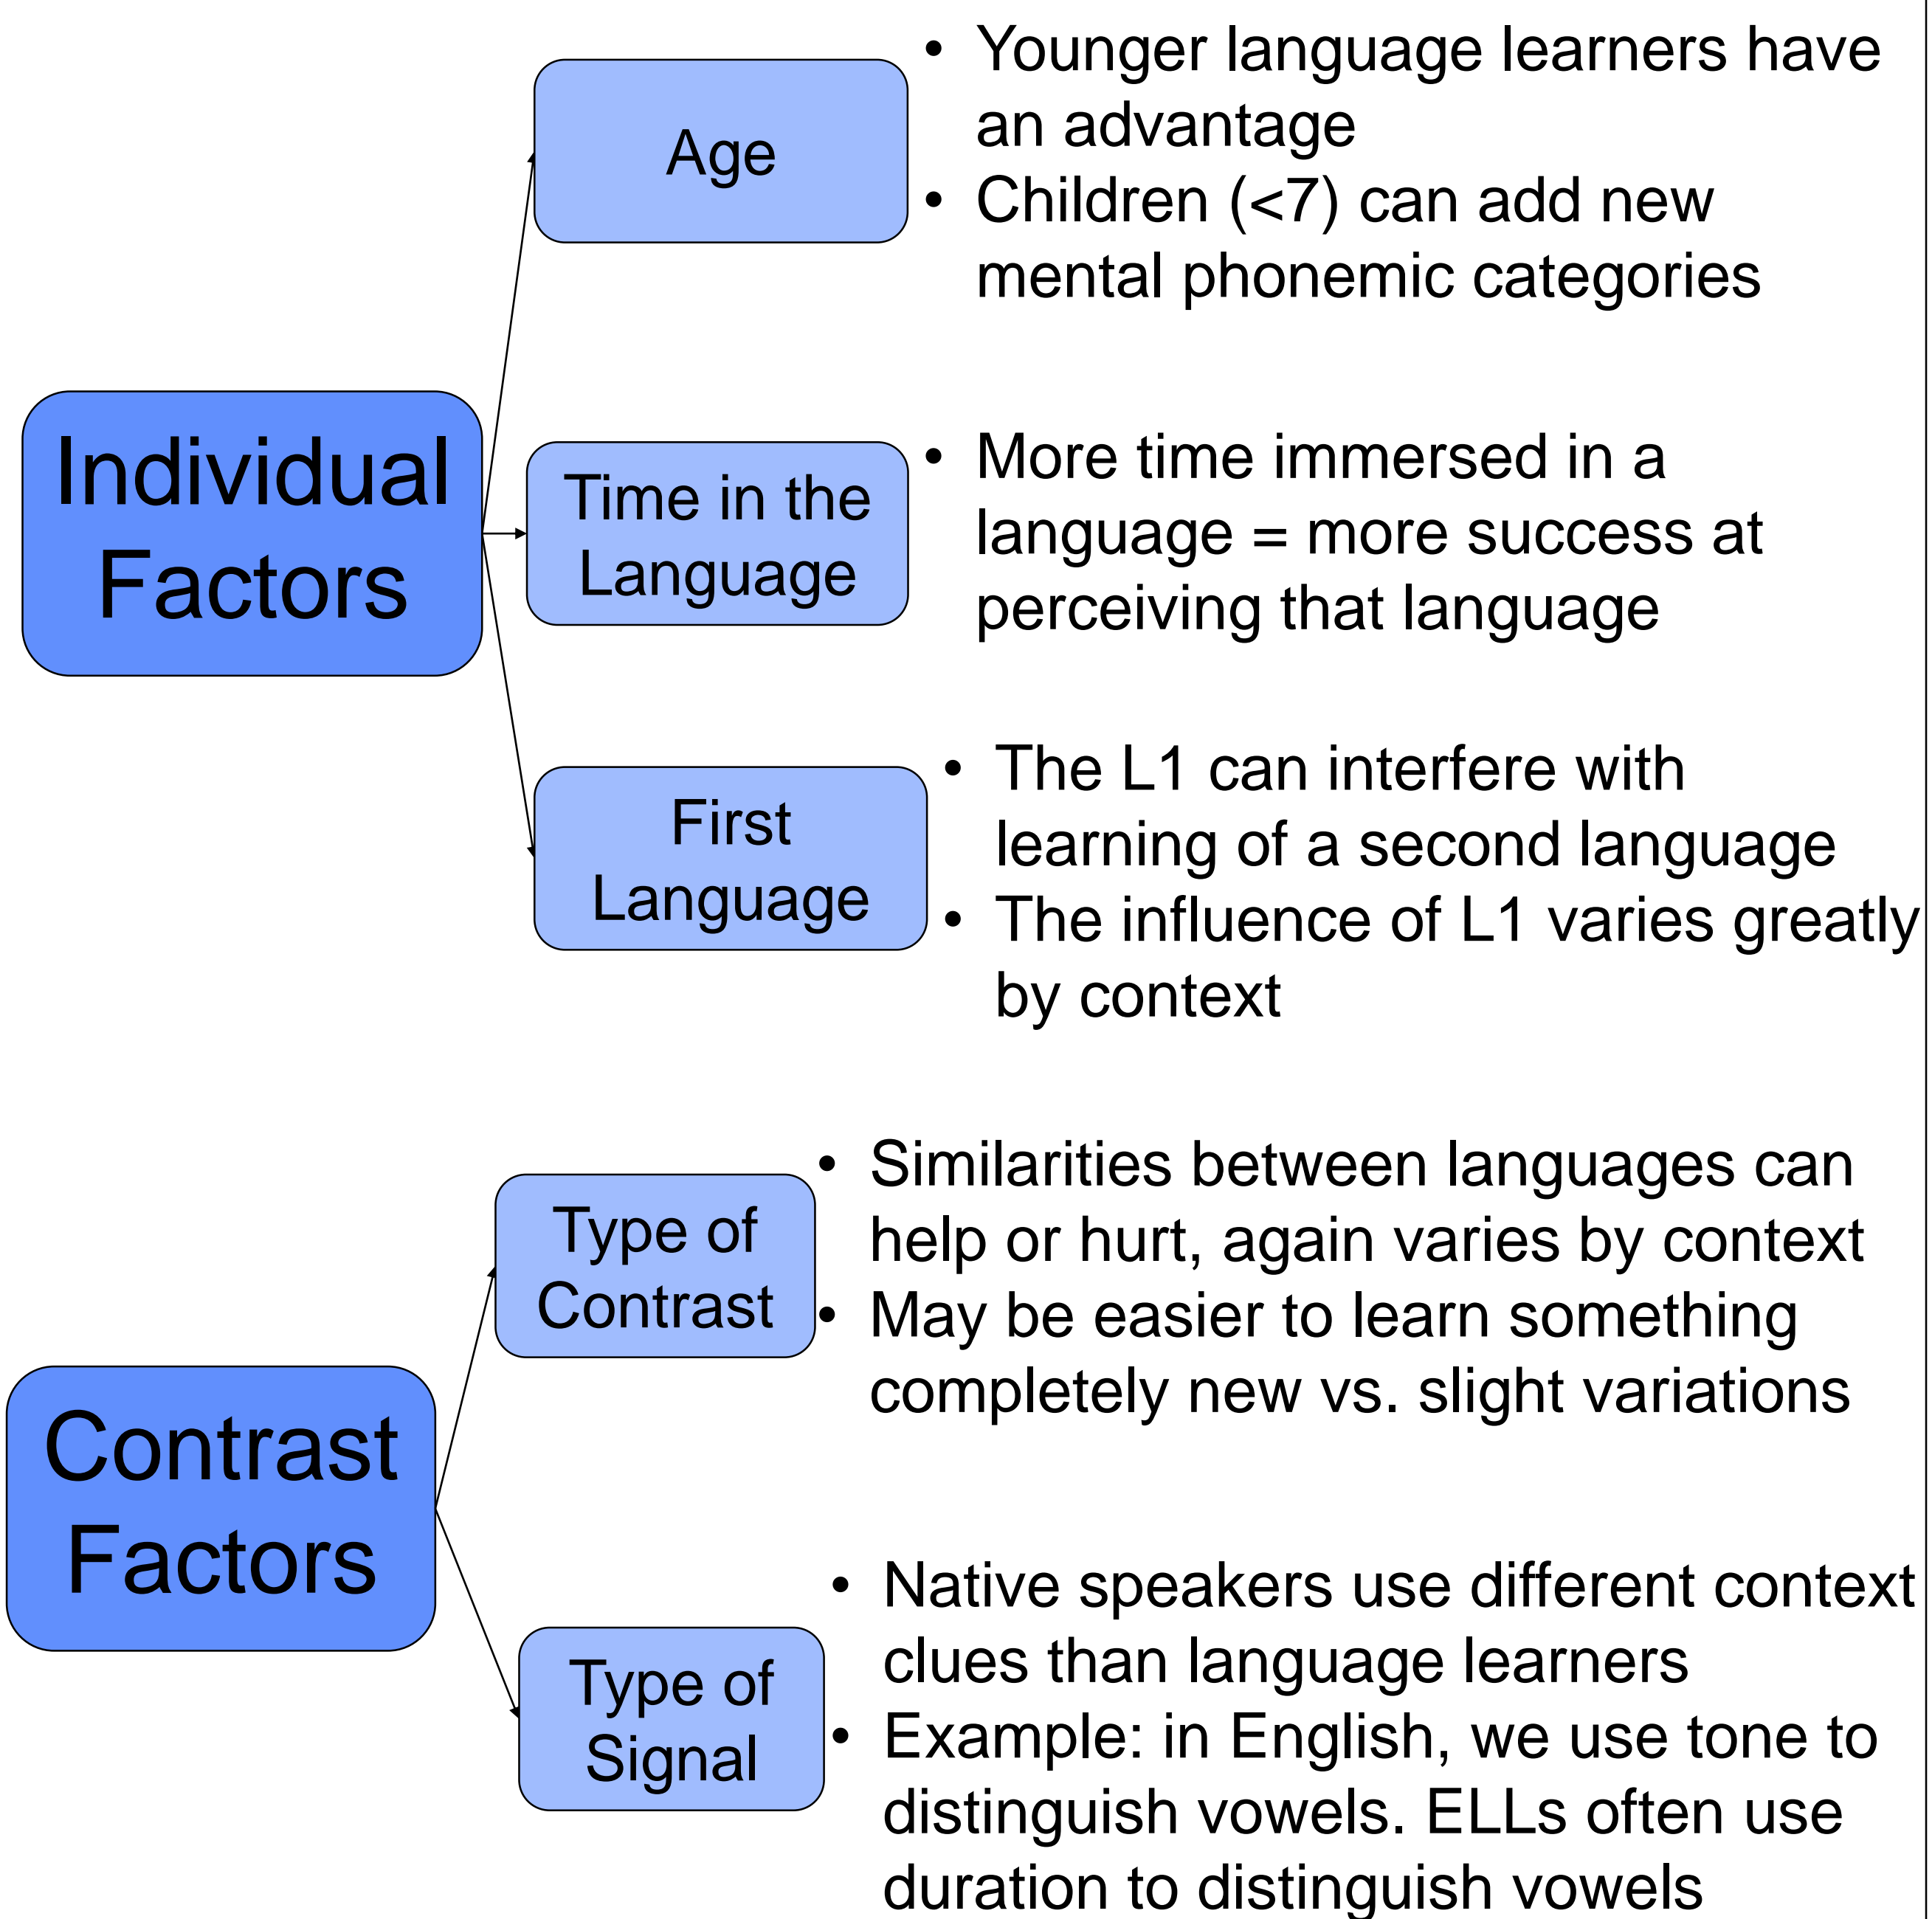 Individual
Factors
Age
• Younger language learners have
an advantage
• Children (<7) can add new
mental phonemic categories
Time in the
Language
• More time immersed in a
language = more success at
perceiving that language
First
Language
• The L1 can interfere with
learning of a second language
• The influence of L1 varies greatly
by context
Contrast
Factors
Type of
Contrast
• Similarities between languages can
help or hurt, again varies by context
• May be easier to learn something
completely new vs. slight variations
Type of
Signal
• Native speakers use different context
clues than language learners
• Example: in English, we use tone to
distinguish vowels. ELLs often use
duration to distinguish vowels